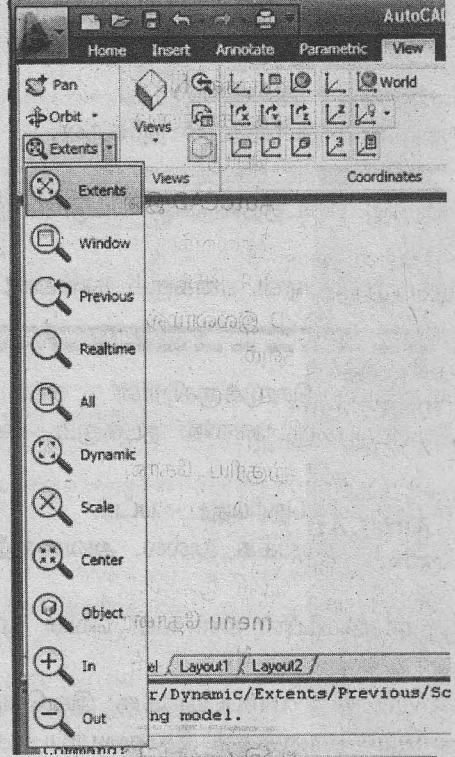 AutoCAD
Home Insert Annotate Parametric View
Pan
Orbit
Extents
Views
World
Views
Coordinates
Extents
Window
Previous
Realtime
All
Dynamic
Scale
Center
Object
In
Out
el Layout1 Layout2
r/Dynamic/Extents/Previous/Sc
ng model.
Command: